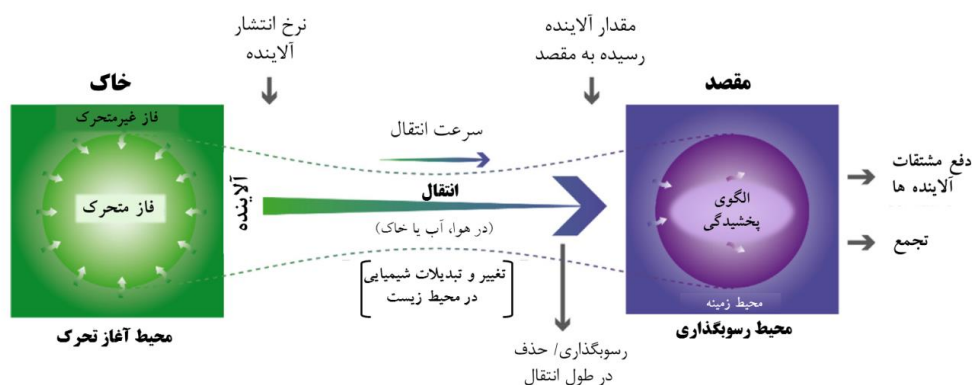 نرخ انتشار
آلاینده
مقدار آلاینده
رسیده به مقصد
خاک
مقصد
فاز غیرمتحرک
فاز متحرک
آلاینده
سرعت انتقال
انتقال
(در هوا، آب یا خاک)
تغییر و تبدیلات شیمیایی
در محیط زیست
الگوی
پخشیدگی
محیط زمینه
دفع مشتقات
آلاینده ها
تجمع
محیط آغاز تحرک
محیط رسوبگذاری
رسوبگذاری/ حذف
در طول انتقال